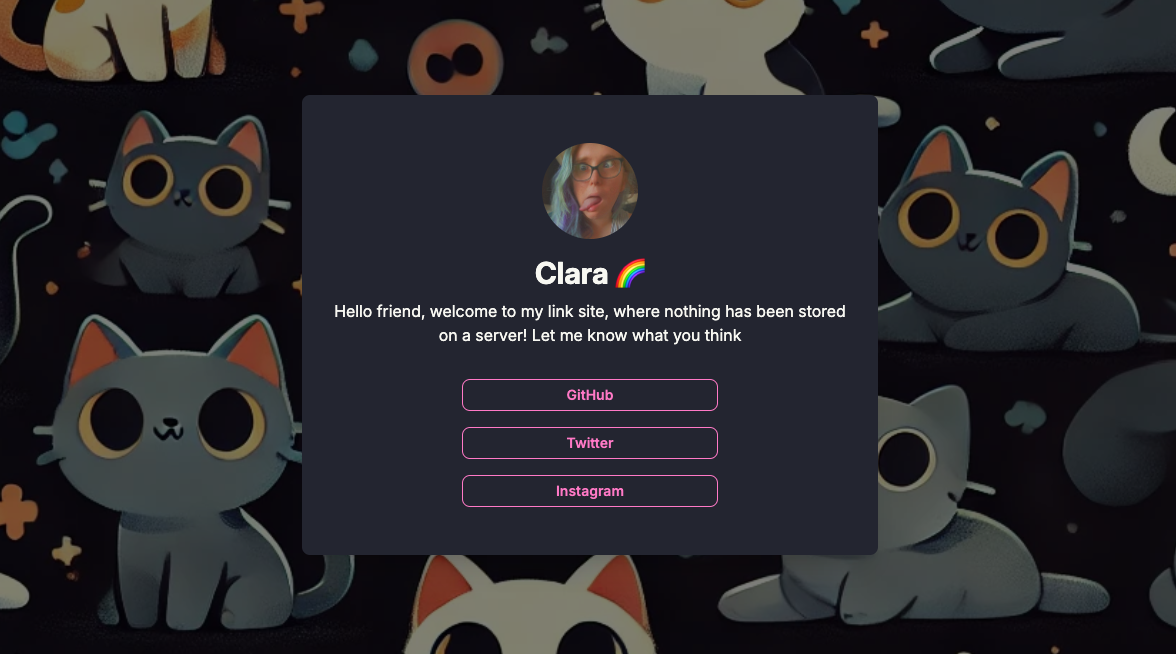 Clara 🌈
Hello friend, welcome to my link site, where nothing has been stored
on a server! Let me know what you think
GitHub
Twitter
Instagram